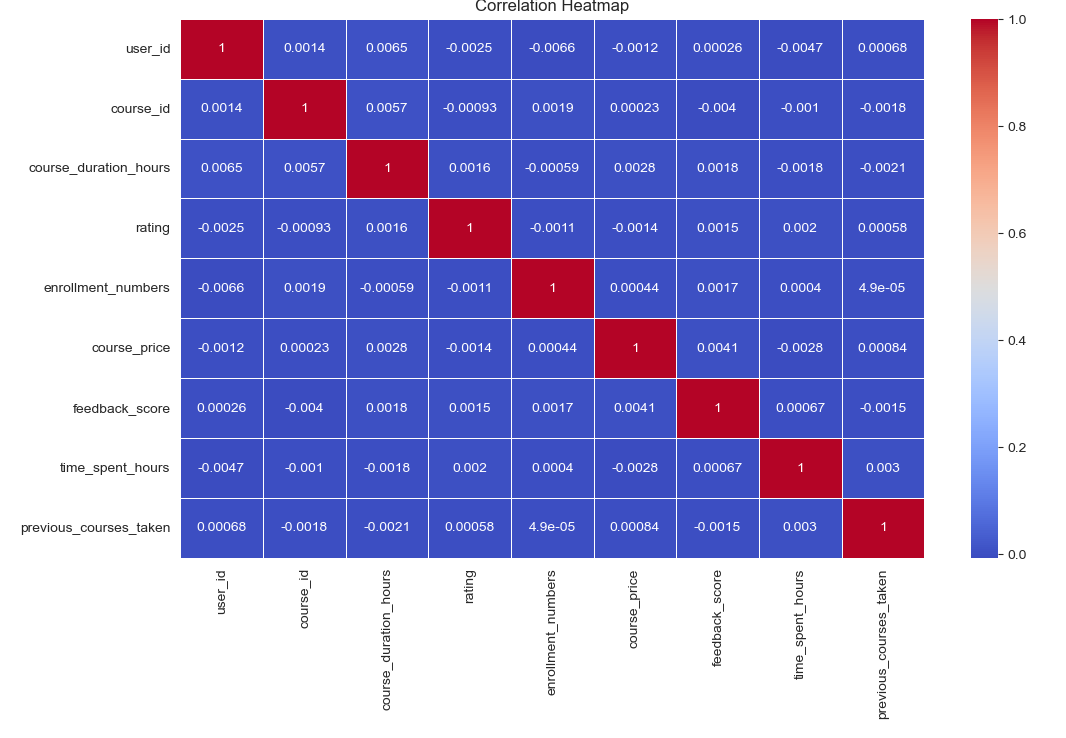 Correlation Heatmap
user_id 1 0.0014 0.0065 -0.0025 -0.0066 -0.0012 0.00026 -0.0047 0.00068
course_id 0.0014 1 0.0057 -0.00093 0.0019 0.00023 -0.004 -0.001 -0.0018
course_duration_hours 0.0065 0.0057 1 0.0016 -0.00059 0.0028 0.0018 -0.0018 -0.0021
rating -0.0025 -0.00093 0.0016 1 -0.0011 -0.0014 0.0015 0.002 0.00058
enrollment_numbers -0.0066 0.0019 -0.00059 -0.0011 1 0.00044 0.0017 0.0004 4.9e-05
course_price -0.0012 0.00023 0.0028 -0.0014 0.00044 1 0.0041 -0.0028 0.00084
feedback_score 0.00026 -0.004 0.0018 0.0015 0.0017 0.0041 1 0.00067 -0.0015
time_spent_hours -0.0047 -0.001 -0.0018 0.002 0.0004 -0.0028 0.00067 1 0.003
previous_courses_taken 0.00068 -0.0018 -0.0021 0.00058 4.9e-05 0.00084 -0.0015 0.003 1
user_id
course_id
course_duration_hours
rating
enrollment_numbers
course_price
feedback_score
time_spent_hours
previous_courses_taken
1.0
0.8
0.6
0.4
0.2
0.0